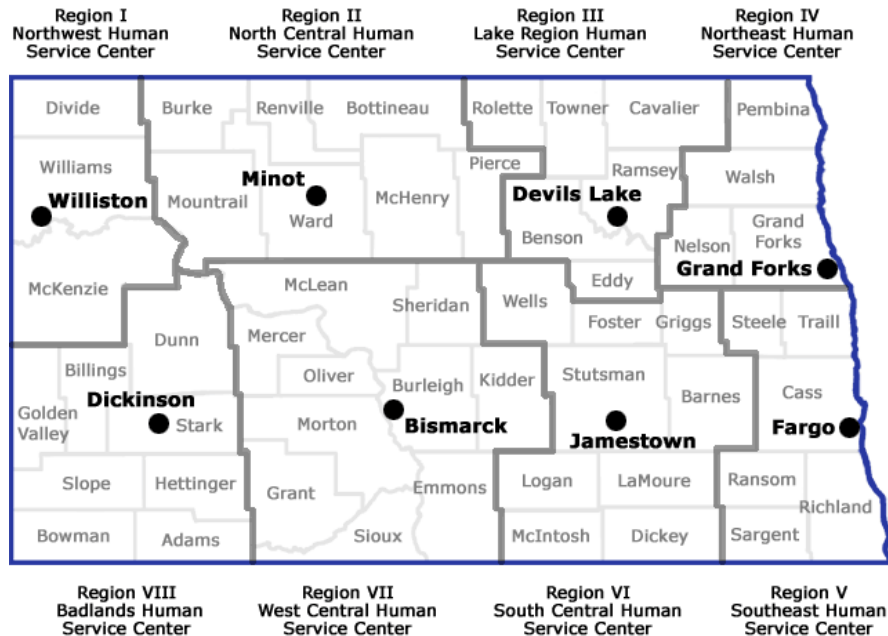 Region I
Northwest Human
Service Center
Region II
North Central Human
Service Center
Region III
Lake Region Human
Service Center
Region IV
Northeast Human
Service Center
Divide
Burke
Renville
Bottineau
Rolette
Towner
Cavalier
Pembina
Williams
Pierce
Ramsey
Walsh
Minot
Williston
Mountrail
McHenry
Devils Lake
Ward
Benson
Nelson
Grand
Forks
Grand Forks
McKenzie
McLean
Sheridan
Wells
Eddy
Dunn
Mercer
Foster
Griggs
Steele
Traill
Billings
Oliver
Burleigh
Kidder
Stutsman
Barnes
Cass
Dickinson
Golden
Valley
Stark
Morton
Bismarck
Jamestown
Fargo
Slope
Hettinger
Grant
Emmons
Logan
LaMoure
Ransom
Richland
Bowman
Adams
Sioux
McIntosh
Dickey
Sargent
Region VIII
Badlands Human
Service Center
Region VII
West Central Human
Service Center
Region VI
South Central Human
Service Center
Region V
Southeast Human
Service Center